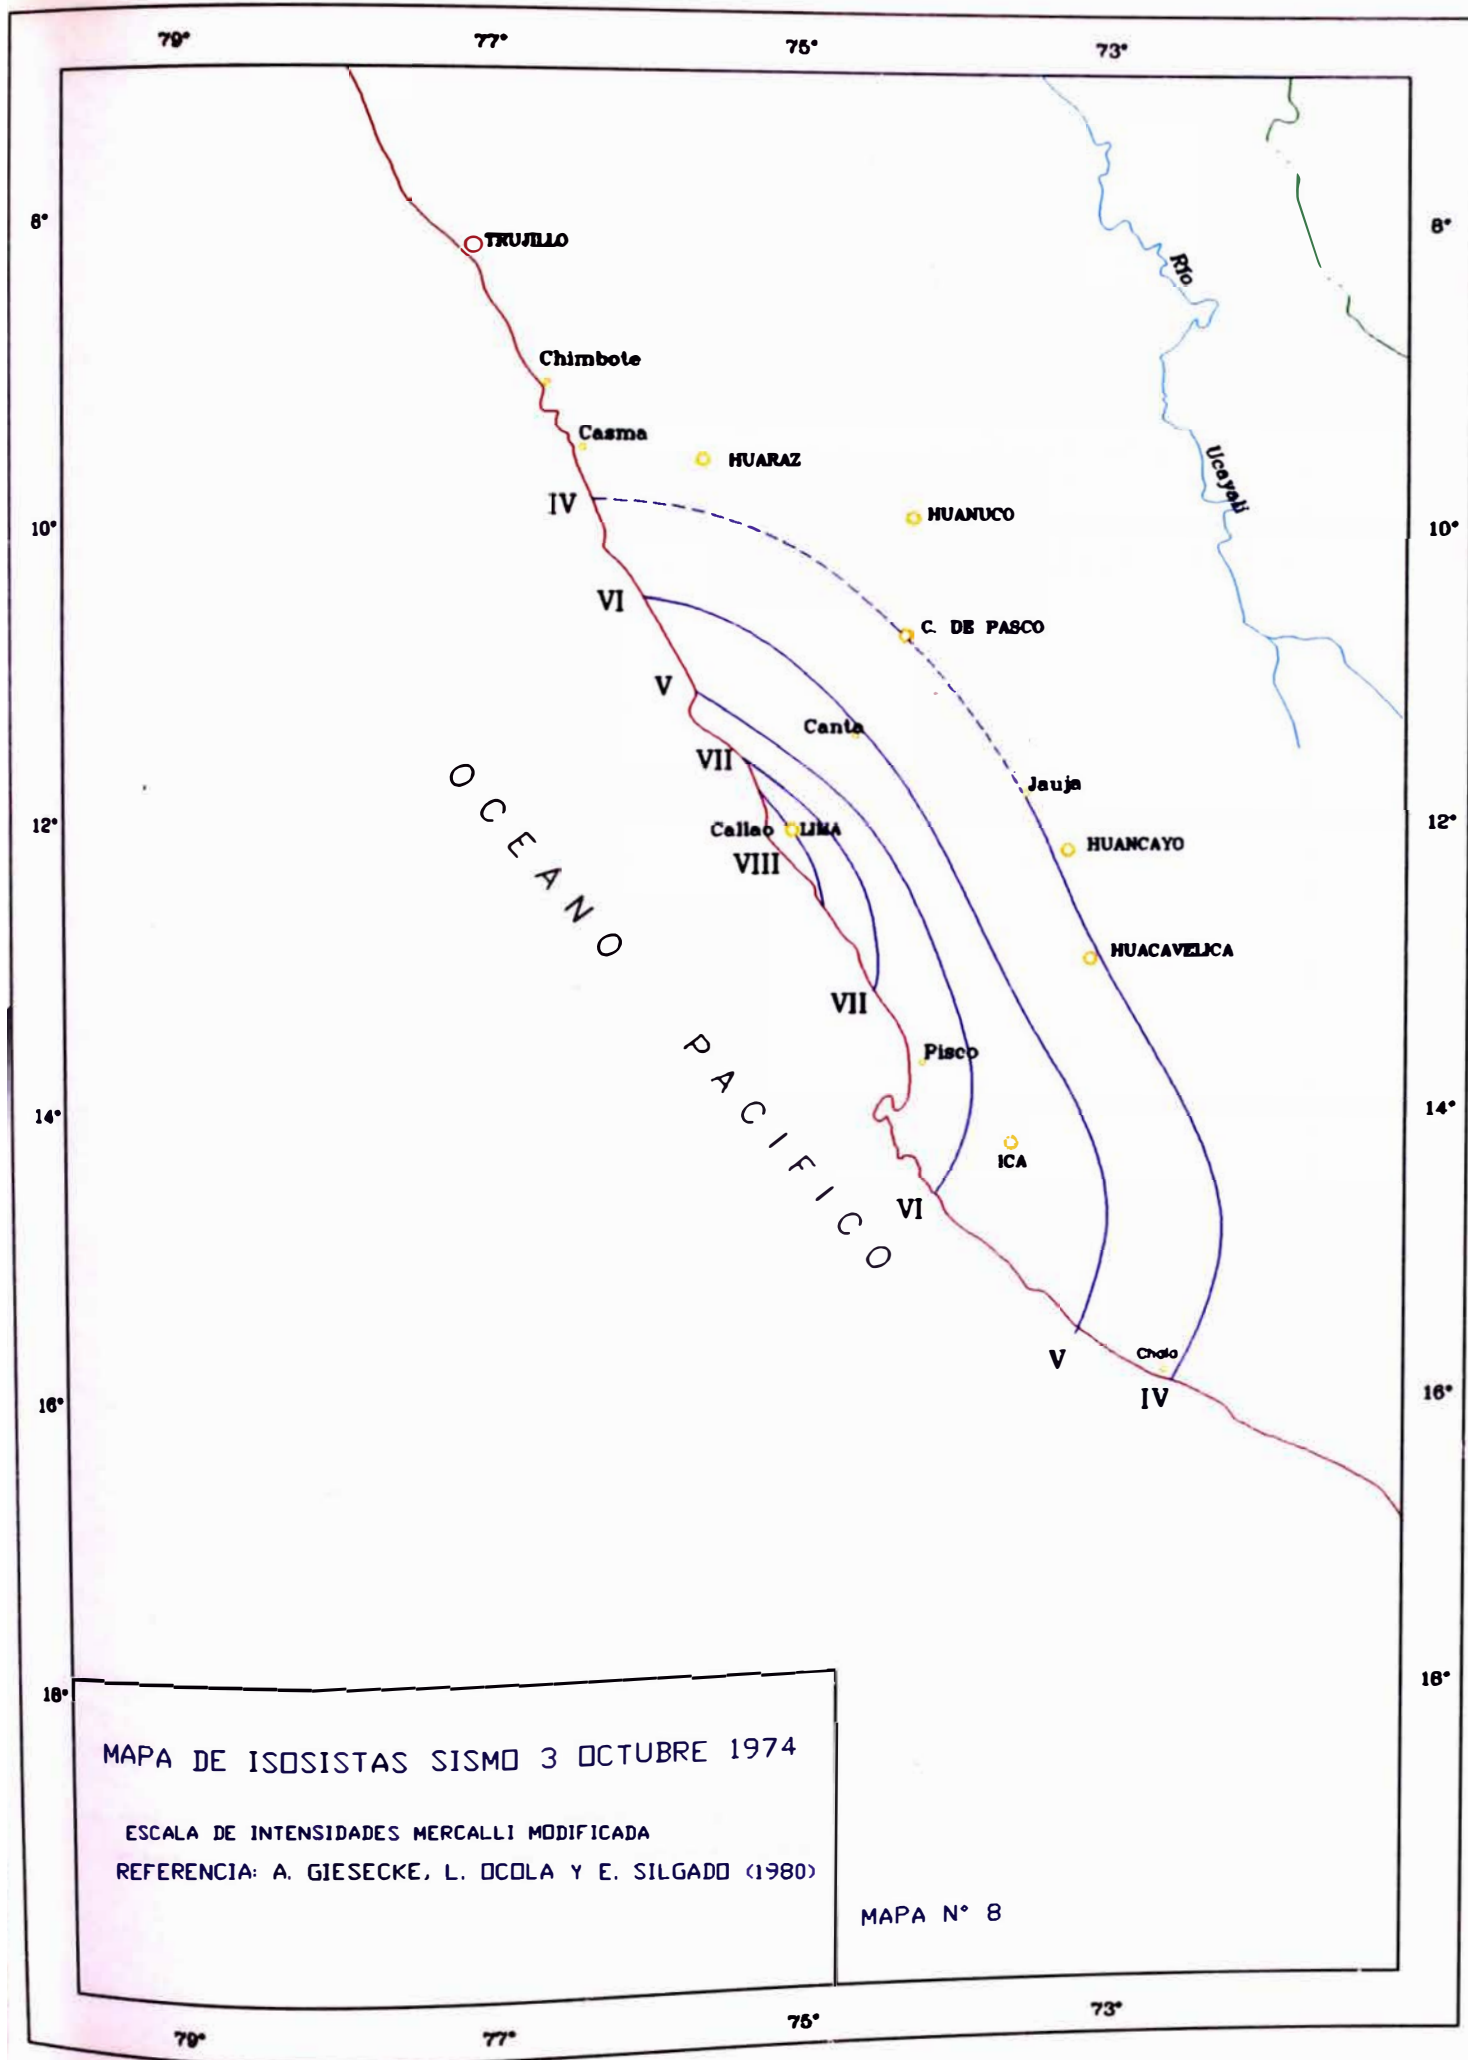 79° 77° 75° 73°
8° 8°
TRUJILLO
Río
Chimbote
Casma
HUARAZ
Ucayali
IV
HUANUCO
10° 10°
VI
C. DE PASCO
V
Canta
VII
Jauja
12° 12°
Callao LIMA
HUANCAYO
VIII
OCEANO PACIFICO
HUACAVELICA
VII
Pisco
14° 14°
ICA
VI
V
Chala
IV
16° 16°
18° 18°
MAPA DE ISOSISTAS SISMO 3 OCTUBRE 1974
ESCALA DE INTENSIDADES MERCALLI MODIFICADA
REFERENCIA: A. GIESECKE, L. OCOLA Y E. SILGADO (1980)
MAPA N° 8
79° 77° 75° 73°